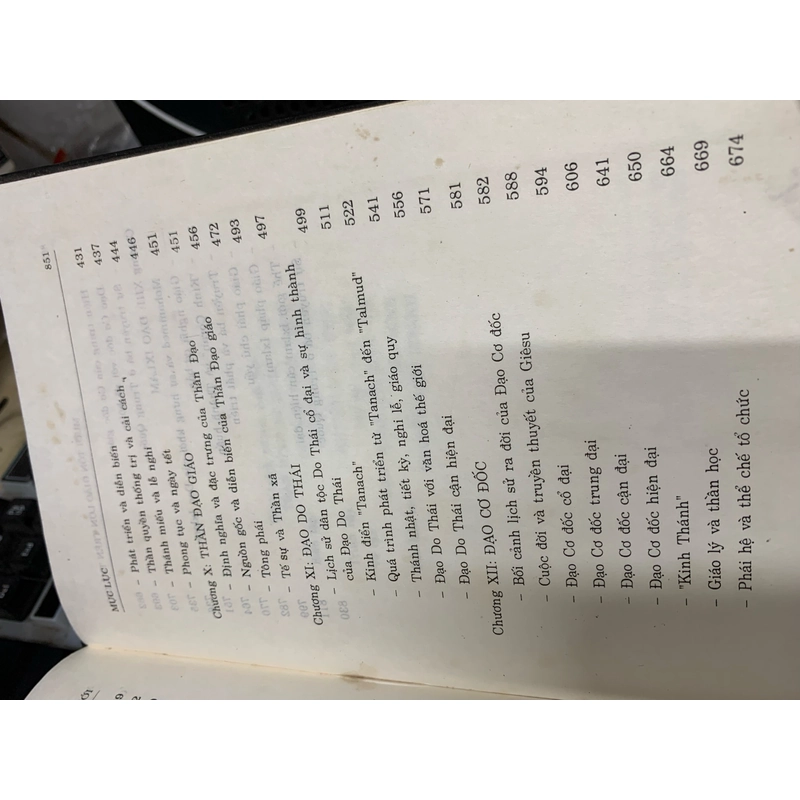 MỤC LỤC 851
– Phát triển và diễn biến 431
– Thần quyền thống trị và cải cách 437
– Thánh miếu và lễ nghi 444
– Phong tục và ngày tết 446
Chương X: THẦN ĐẠO GIÁO 451
– Định nghĩa và đặc trưng của Thần Đạo 451
– Nguồn gốc và diễn biến của Thần Đạo giáo 456
– Tông phái 472
– Tế sự và Thần xá 493
Chương XI: ĐẠO DO THÁI 497
– Lịch sử dân tộc Do Thái cổ đại và sự hình thành
của Đạo Do Thái 499
– Kinh điển "Tanach" 511
– Quá trình phát triển từ "Tanach" đến "Talmud" 522
– Thánh nhật, tiết kỳ, nghi lễ, giáo quy 541
– Đạo Do Thái với văn hoá thế giới 556
– Đạo Do Thái cận hiện đại 571
Chương XII: ĐẠO CƠ ĐỐC 581
– Bối cảnh lịch sử ra đời của Đạo Cơ đốc 582
– Cuộc đời và truyền thuyết của Giêsu 588
– Đạo Cơ đốc cổ đại 594
– Đạo Cơ đốc trung đại 606
– Đạo Cơ đốc cận đại 641
– Đạo Cơ đốc hiện đại 650
– "Kinh Thánh" 664
– Giáo lý và thần học 669
– Phái hệ và thể chế tổ chức 674